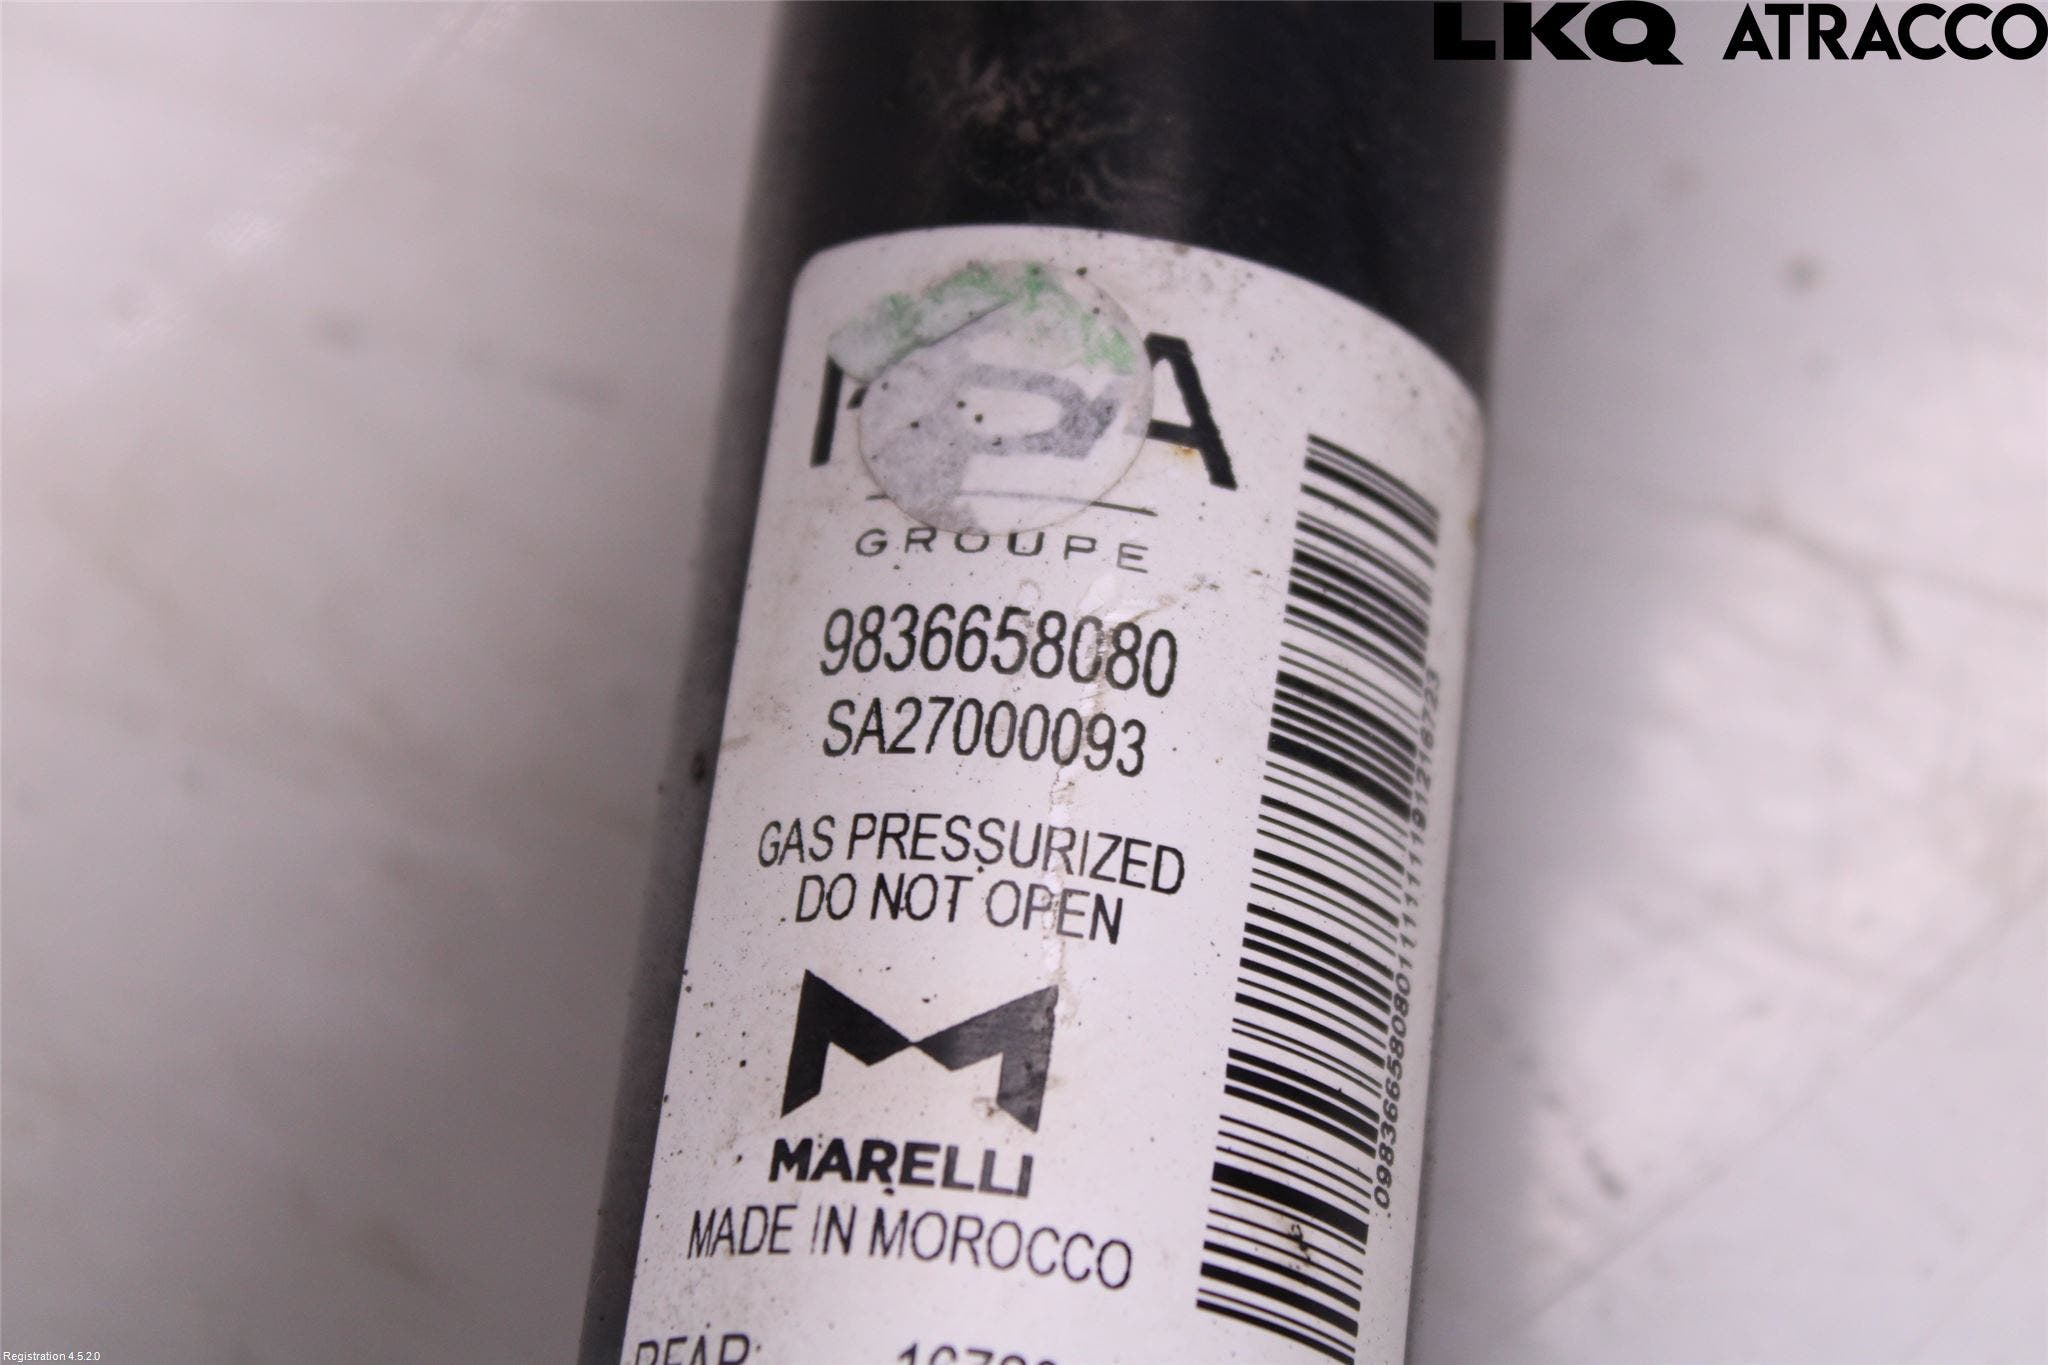 LKQ ATRACCO
GROUPE
9836658080
SA27000093
GAS PRESSURIZED
DO NOT OPEN
MARELLI
MADE IN MOROCCO
REAR
Registration 4.5.2.0